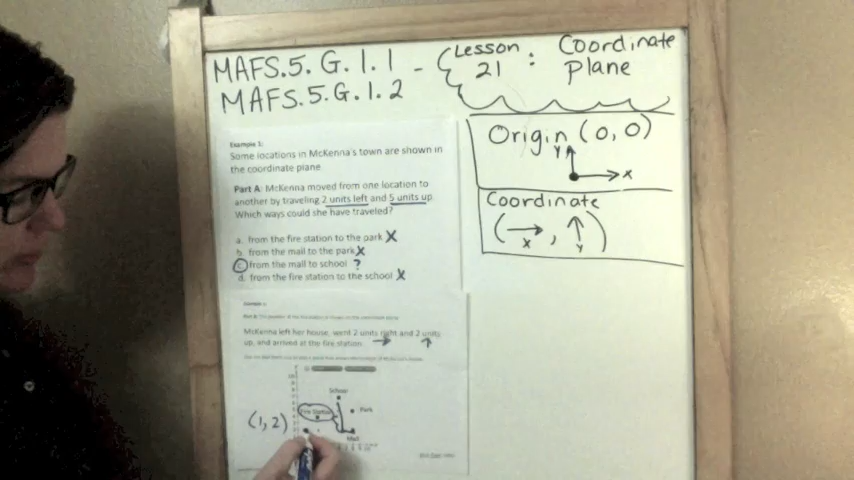 MAFS.5.G.1.1 - Lesson 21 : Coordinate Plane
MAFS.5.G.1.2
Origin (0,0)
Y
X
Coordinate
( → , ↑ )
X Y
Example 1:
Some locations in McKenna's town are shown in
the coordinate plane
Part A: McKenna moved from one location to
another by traveling 2 units left and 5 units up.
Which ways could she have traveled?
a. from the fire station to the park X
b. from the mall to the park X
c. from the mall to school ?
d. from the fire station to the school X
McKenna left her house, went 2 units right and 2 units
up, and arrived at the fire station
School
Fire Station
Park
(1,2)
Mall